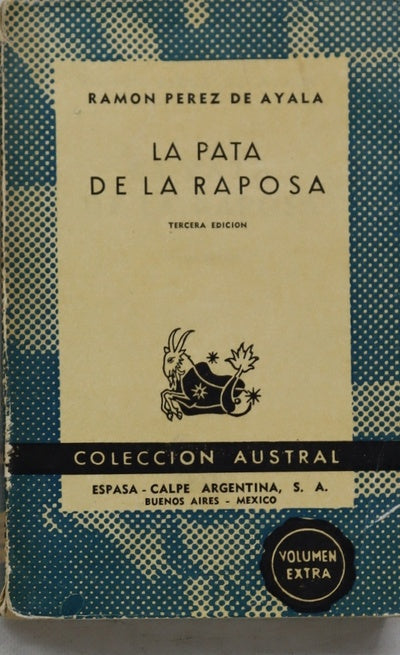 RAMON PEREZ DE AYALA
LA PATA
DE LA RAPOSA
TERCERA EDICION
COLECCION AUSTRAL
ESPASA - CALPE ARGENTINA, S. A.
BUENOS AIRES - MEXICO
VOLUMEN
EXTRA